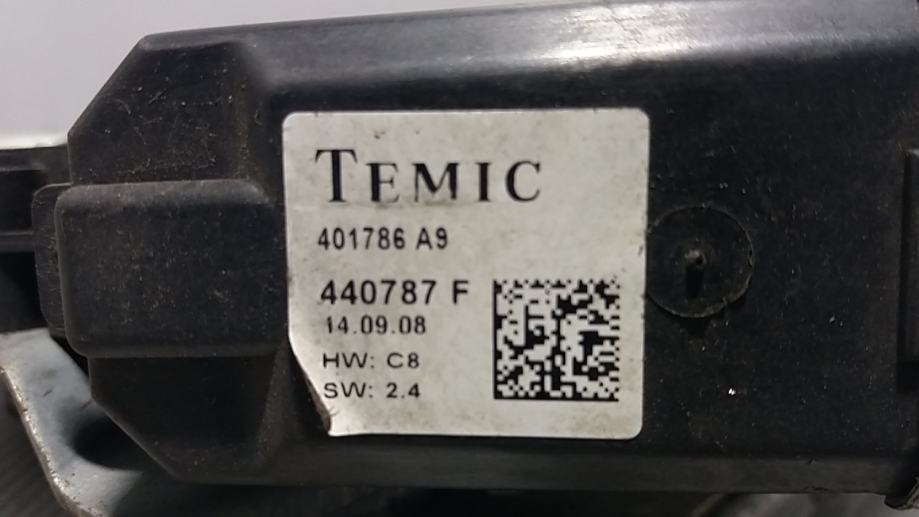 TEMIC
401786 A9
440787 F
14.09.08
HW: C8
SW: 2.4